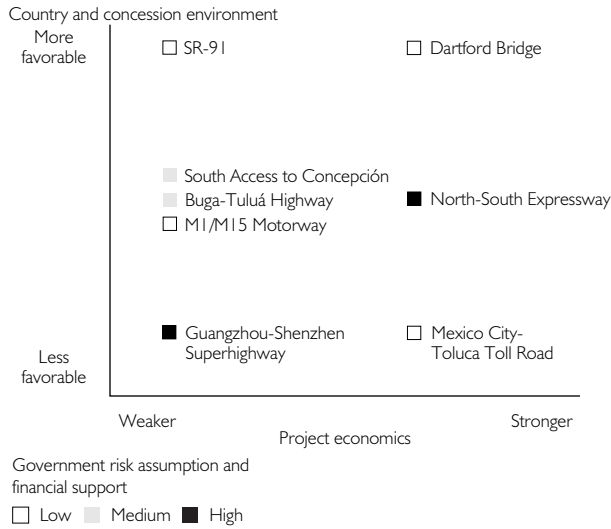 Country and concession environment
More
favorable
SR-91
Dartford Bridge
South Access to Concepción
Buga-Tuluá Highway
North-South Expressway
M1/M15 Motorway
Guangzhou-Shenzhen
Superhighway
Mexico City-
Toluca Toll Road
Less
favorable
Weaker
Stronger
Project economics
Government risk assumption and
financial support
Low
Medium
High